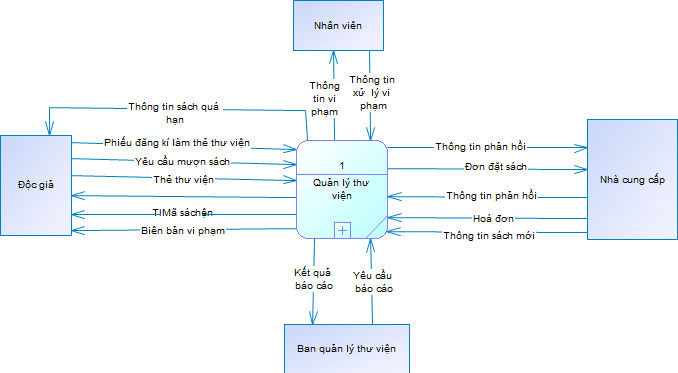 Nhân viên
Thông
tin vi
phạm
Thông tin
xử lý vi
phạm
Thông tin sách quá
hạn
Phiếu đăng kí làm thẻ thư viện
Yêu cầu mượn sách
Thẻ thư viện
Độc giả
Biên bản vi phạm
1
Quản lý thư
viện
Thông tin phản hồi
Đơn đặt sách
Thông tin phản hồi
Hoá đơn
Thông tin sách mới
Nhà cung cấp
Kết quả
báo cáo
Yêu cầu
báo cáo
Ban quản lý thư viện